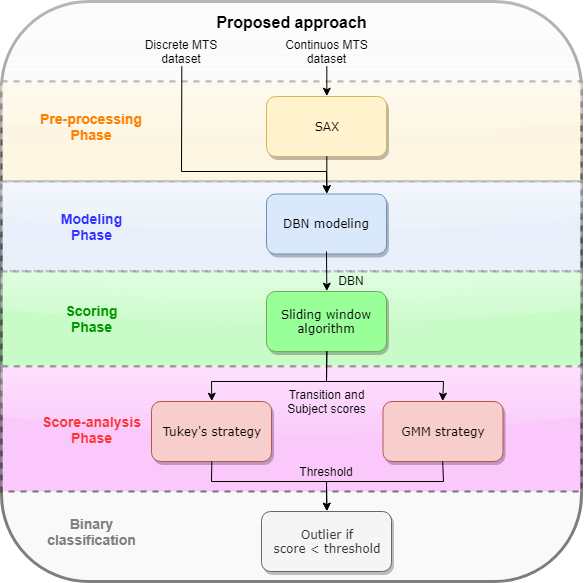 Proposed approach
Discrete MTS
dataset
Continuos MTS
dataset
Pre-processing
Phase
SAX
Modeling
Phase
DBN modeling
DBN
Scoring
Phase
Sliding window
algorithm
Transition and
Subject scores
Score-analysis
Phase
Tukey's strategy
GMM strategy
Threshold
Binary
classification
Outlier if
score < threshold